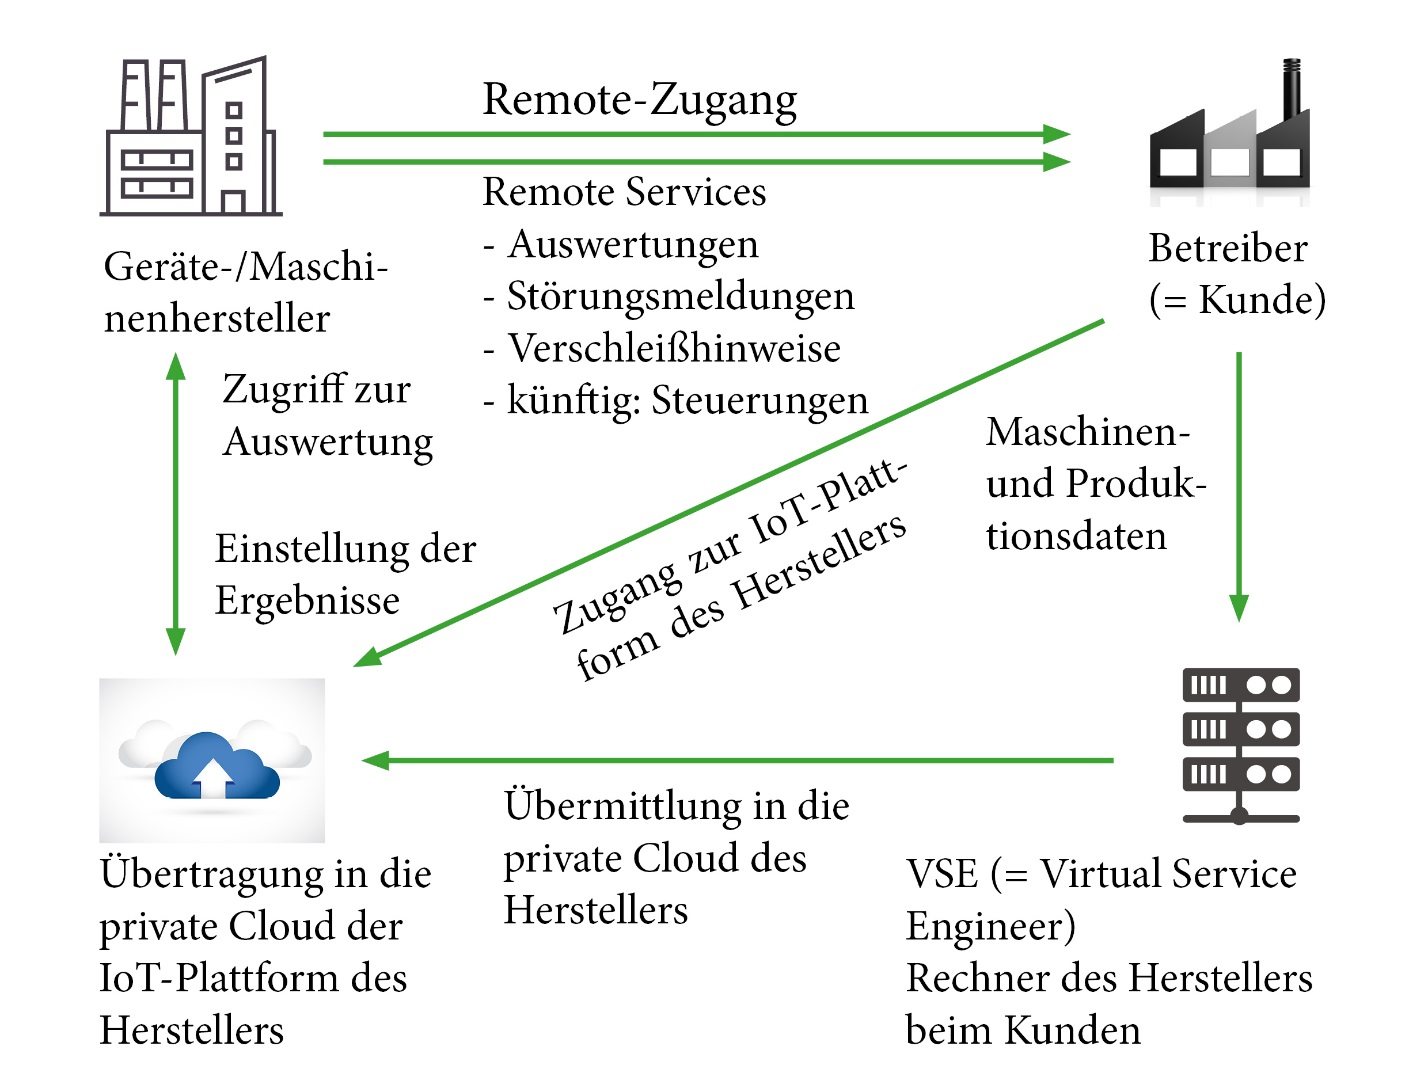 Remote-Zugang
Remote Services
- Auswertungen
- Störungsmeldungen
- Verschleißhinweise
- künftig: Steuerungen
Geräte-/Maschi-
nenhersteller
Betreiber
(= Kunde)
Zugriff zur
Auswertung
Einstellung der
Ergebnisse
Zugang zur IoT-Platt-
form des Herstellers
Maschinen-
und Produk-
tionsdaten
Übermittlung in die
private Cloud des
Herstellers
Übertragung in die
private Cloud der
IoT-Plattform des
Herstellers
VSE (= Virtual Service
Engineer)
Rechner des Herstellers
beim Kunden